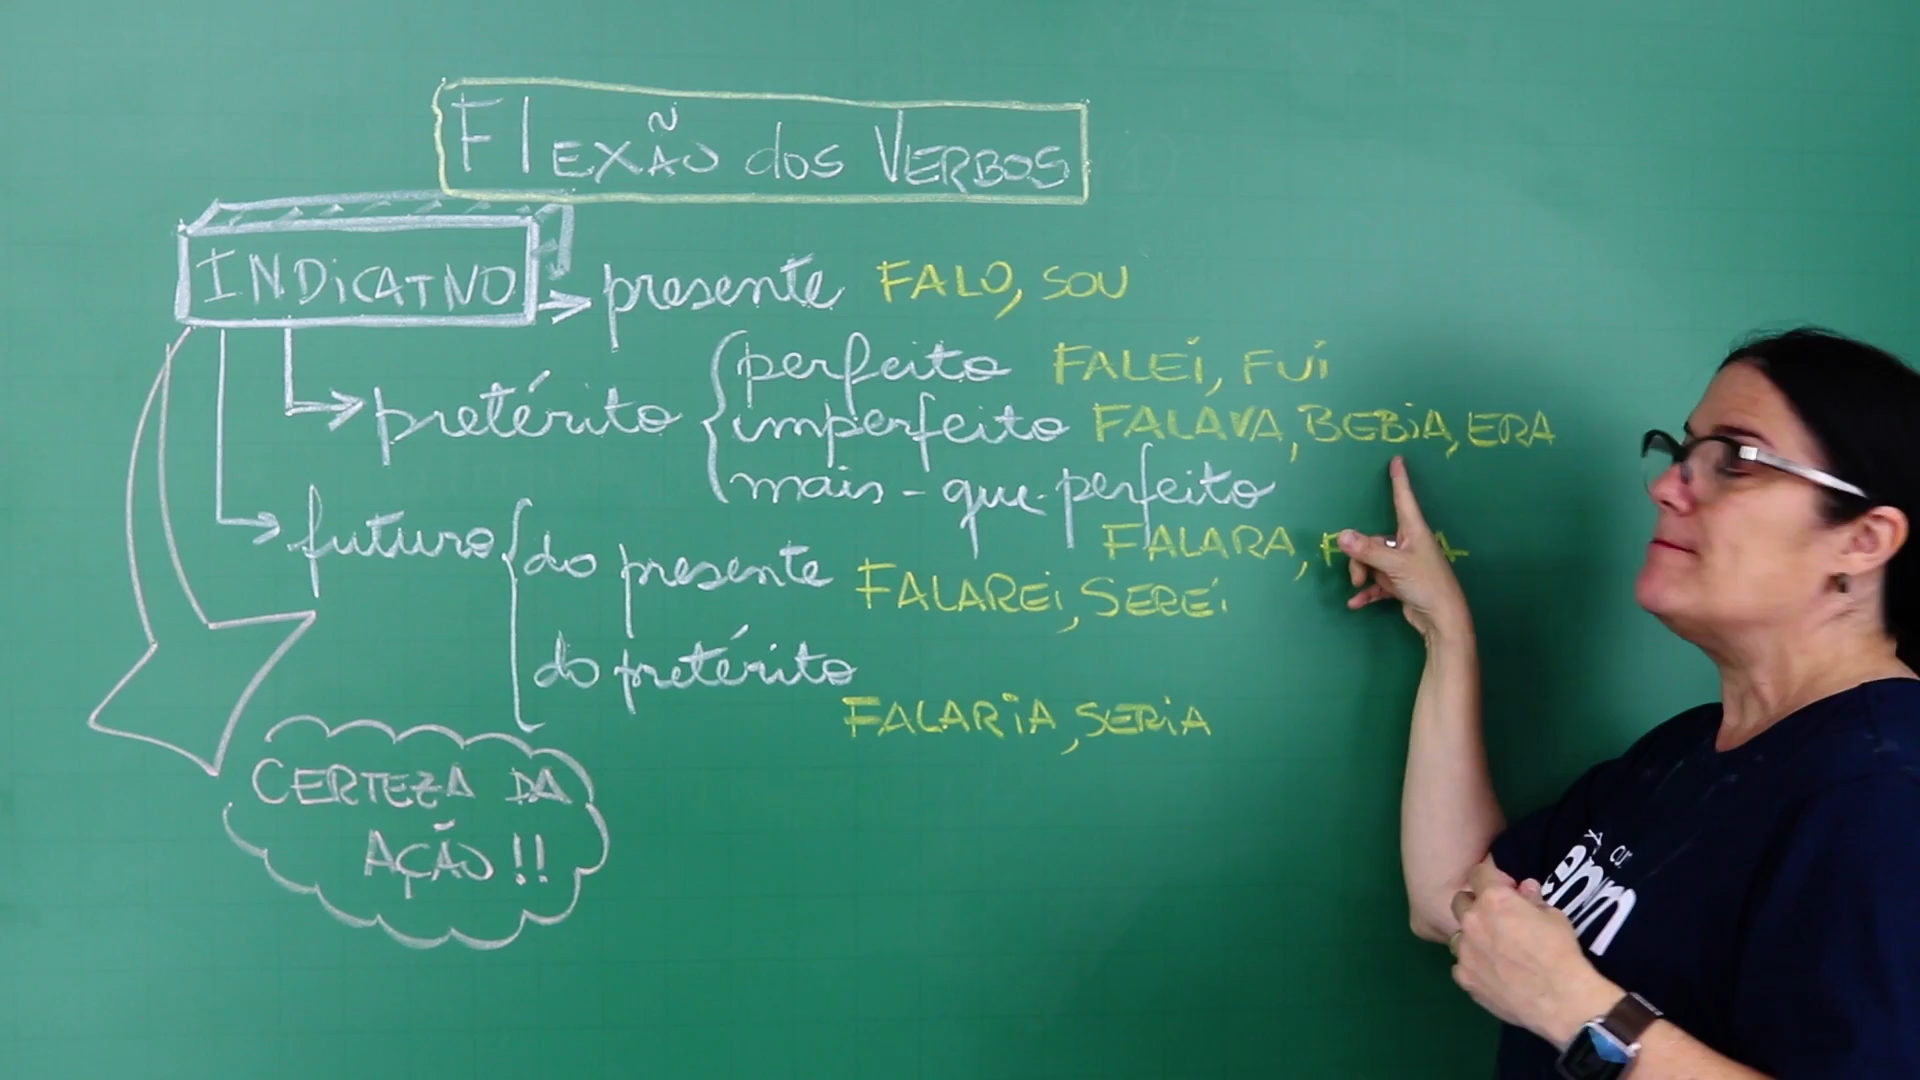 FLEXÃO dos VERBOS
INDICATIVO
presente FALO, SOU
pretérito
perfeito FALEI, FUI
imperfeito FALAVA, BEBIA, ERA
mais-que-perfeito
FALARA,
futuro
do presente FALAREI, SEREI
do pretérito
FALARIA, SERIA
CERTEZA DA
AÇÃO !!
enem